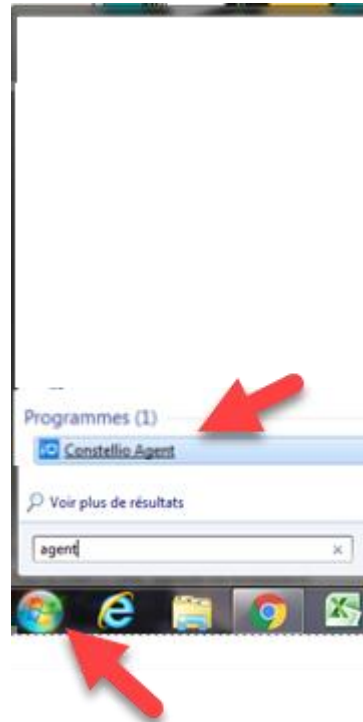 Programmes (1)
Constellio Agent
Voir plus de résultats
agent